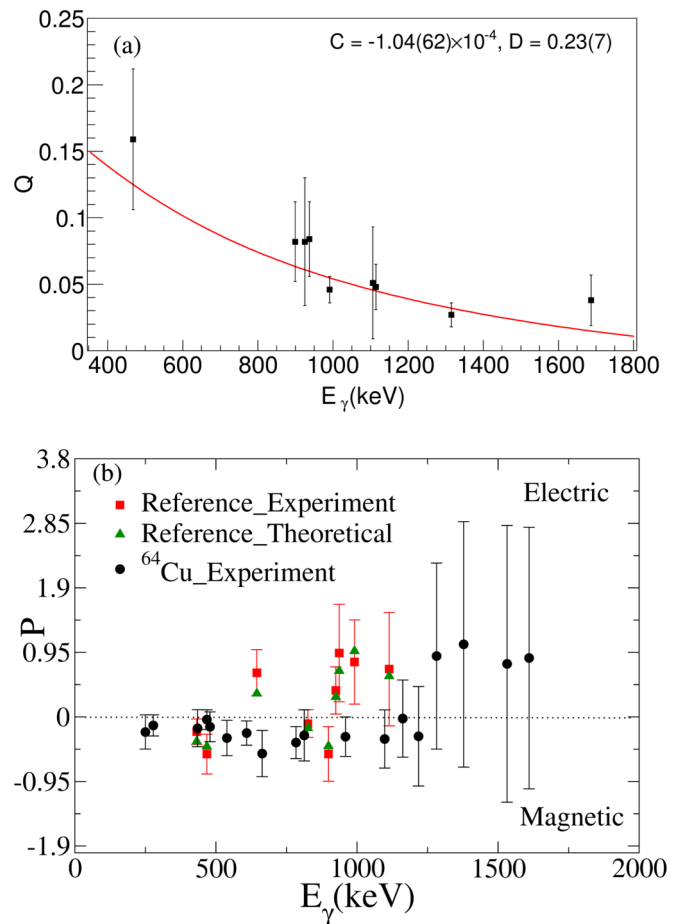 (a)
C = -1.04(62)×10⁻⁴, D = 0.23(7)
0.25
0.2
0.15
0.1
0.05
0
Q
400 600 800 1000 1200 1400 1600 1800
E_γ(keV)
(b)
3.8
2.85
1.9
0.95
0
-0.95
-1.9
P
Electric
Reference_Experiment
Reference_Theoretical
⁶⁴Cu_Experiment
Magnetic
0 500 1000 1500 2000
E_γ(keV)